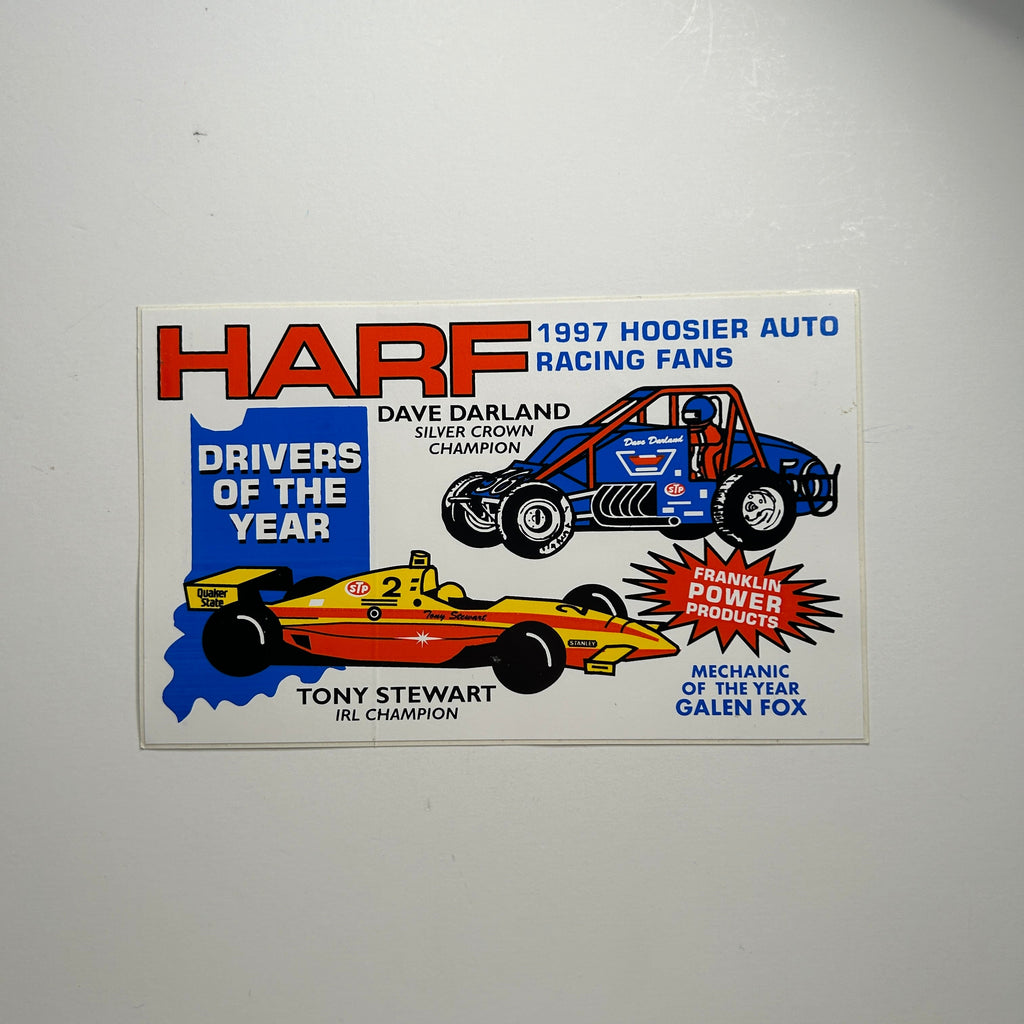 HARF
1997 HOOSIER AUTO
RACING FANS
DAVE DARLAND
SILVER CROWN
CHAMPION
DRIVERS
OF THE
YEAR
Dave Darland
STP
56
Quaker
State
STP
2
Tony Stewart
2
STANLEY
FRANKLIN
POWER
PRODUCTS
MECHANIC
OF THE YEAR
GALEN FOX
TONY STEWART
IRL CHAMPION